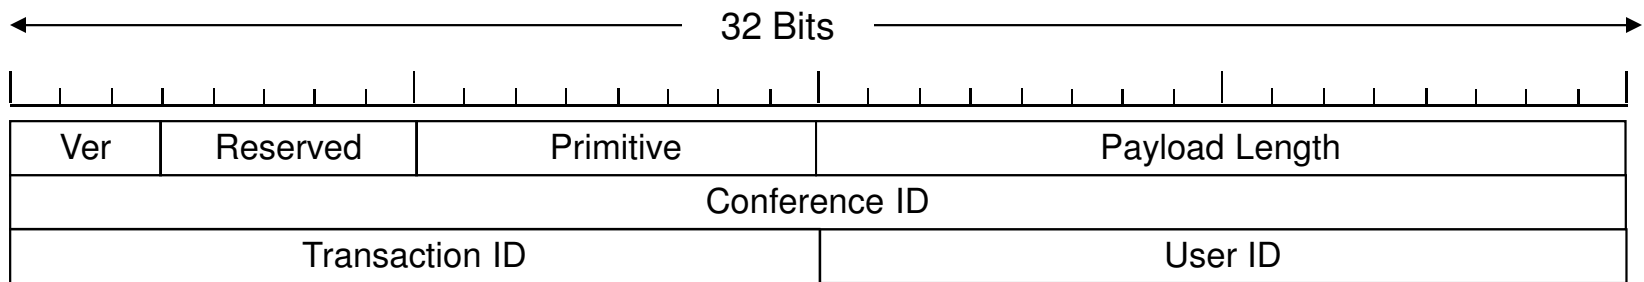 32 Bits
Ver Reserved Primitive Payload Length
Conference ID
Transaction ID User ID